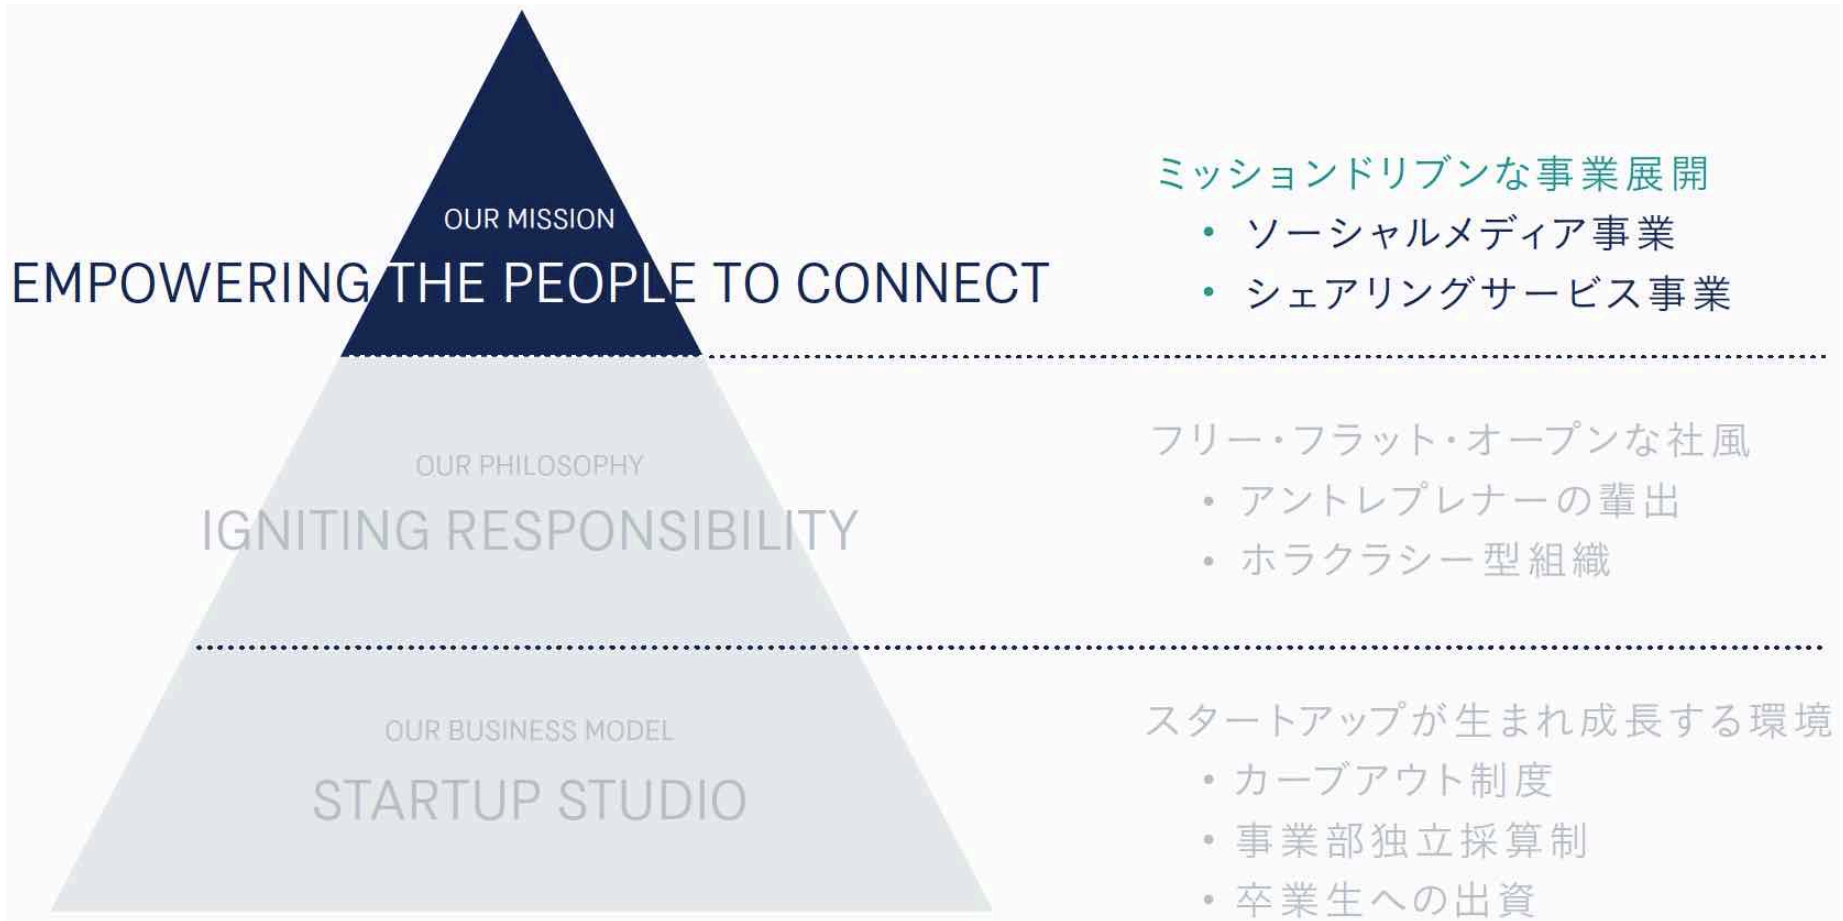 OUR MISSION
EMPOWERING THE PEOPLE TO CONNECT
ミッションドリブンな事業展開
• ソーシャルメディア事業
• シェアリングサービス事業
OUR PHILOSOPHY
IGNITING RESPONSIBILITY
フリー・フラット・オープンな社風
• アントレプレナーの輩出
• ホラクラシー型組織
OUR BUSINESS MODEL
STARTUP STUDIO
スタートアップが生まれ成長する環境
• カーブアウト制度
• 事業部独立採算制
• 卒業生への出資